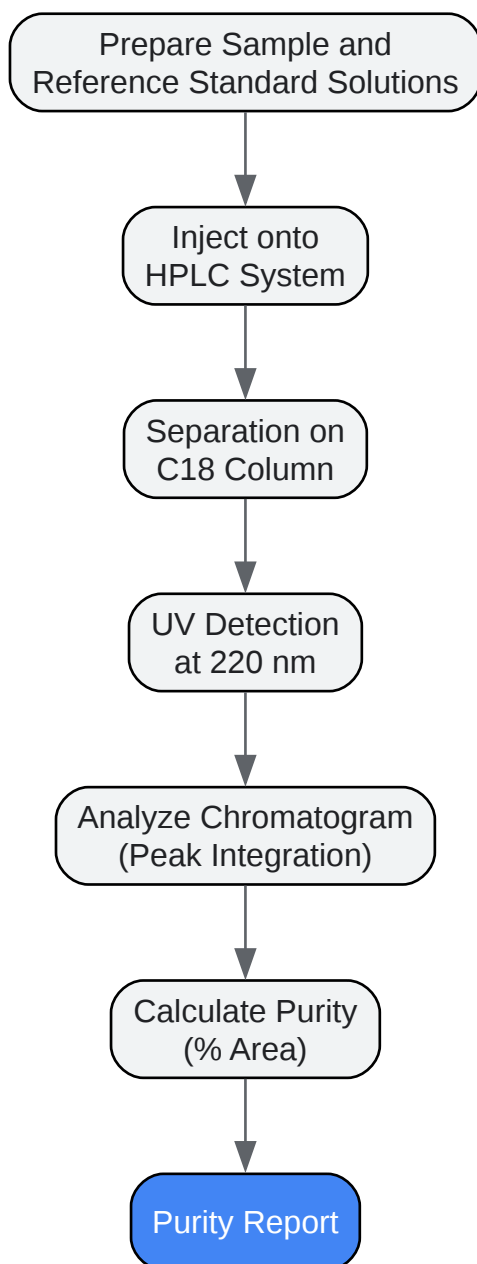 Prepare Sample and
Reference Standard Solutions
Inject onto
HPLC System
Separation on
C18 Column
UV Detection
at 220 nm
Analyze Chromatogram
(Peak Integration)
Calculate Purity
(% Area)
Purity Report